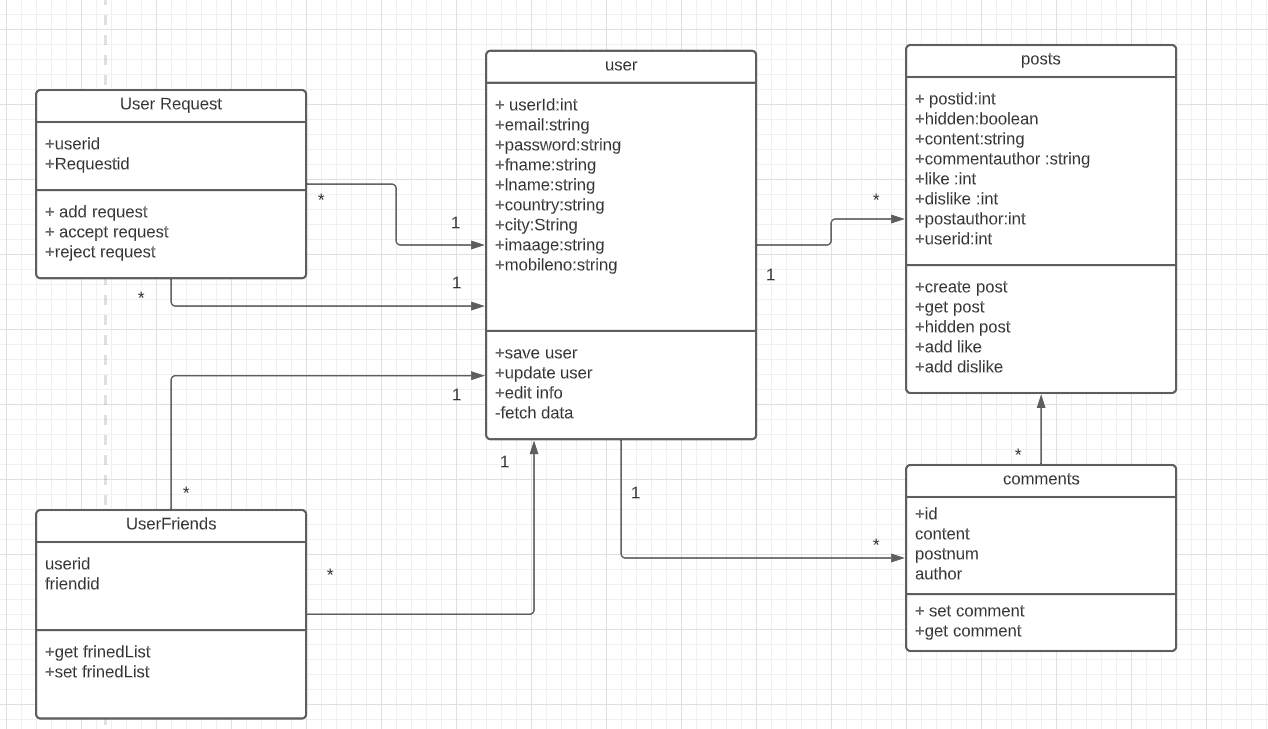 User Request
+userid
+Requestid
+ add request
+ accept request
+reject request
*
1
*
1
user
+ userId:int
+email:string
+password:string
+fname:string
+lname:string
+country:string
+city:String
+imaage:string
+mobileno:string
+save user
+update user
+edit info
-fetch data
1
*
posts
+ postid:int
+hidden:boolean
+content:string
+commentauthor :string
+like :int
+dislike :int
+postauthor:int
+userid:int
+create post
+get post
+hidden post
+add like
+add dislike
1
*
UserFriends
userid
friendid
+get frinedList
+set frinedList
*
1
1
*
*
comments
+id
content
postnum
author
+ set comment
+get comment